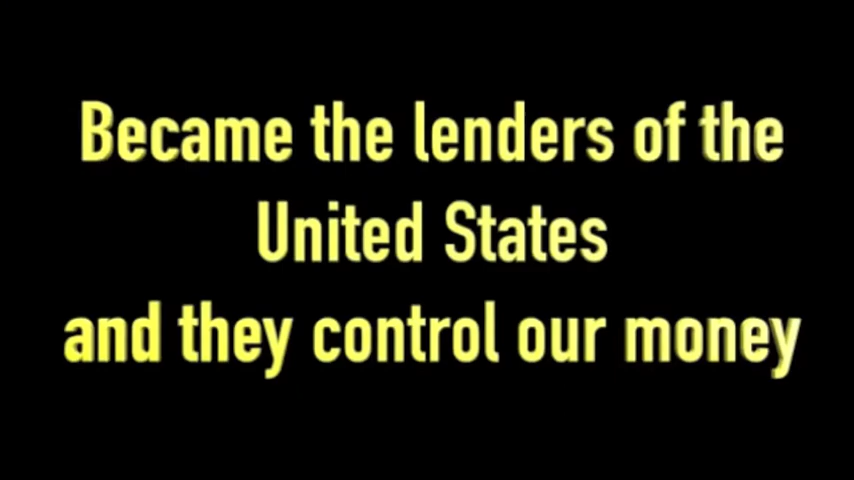 Became the lenders of the
United States
and they control our money